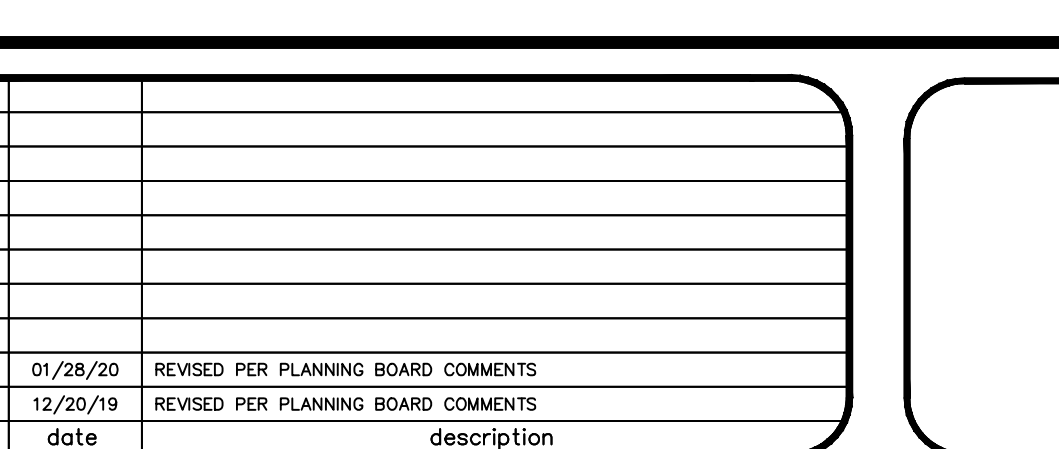 01/28/20 REVISED PER PLANNING BOARD COMMENTS
12/20/19 REVISED PER PLANNING BOARD COMMENTS
date description